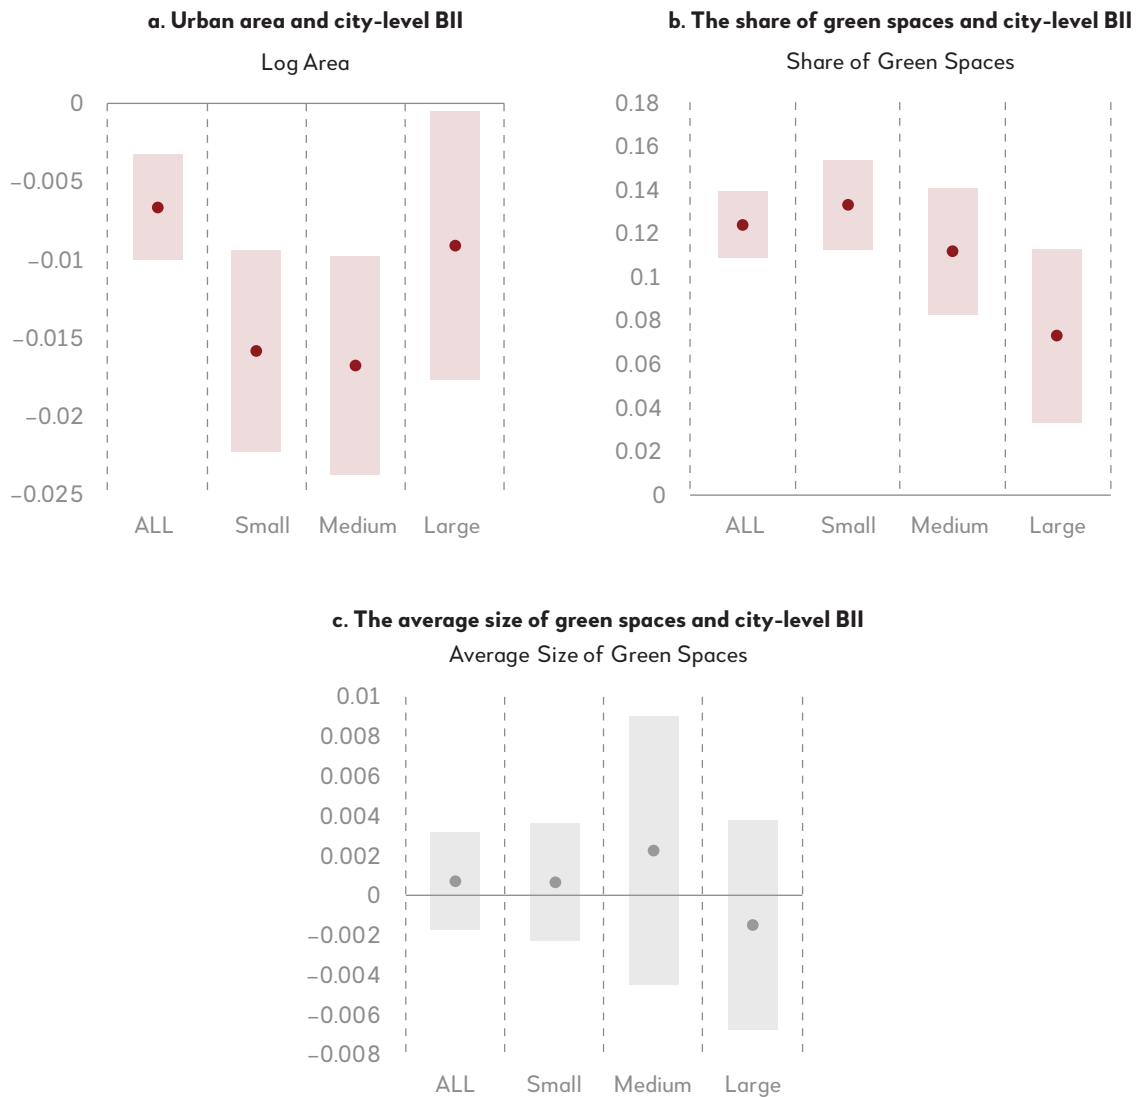 a. Urban area and city-level BII
Log Area
0
−0.005
−0.01
−0.015
−0.02
−0.025
ALL Small Medium Large
b. The share of green spaces and city-level BII
Share of Green Spaces
0.18
0.16
0.14
0.12
0.1
0.08
0.06
0.04
0.02
0
ALL Small Medium Large
c. The average size of green spaces and city-level BII
Average Size of Green Spaces
0.01
0.008
0.006
0.004
0.002
0
−0.002
−0.004
−0.006
−0.008
ALL Small Medium Large